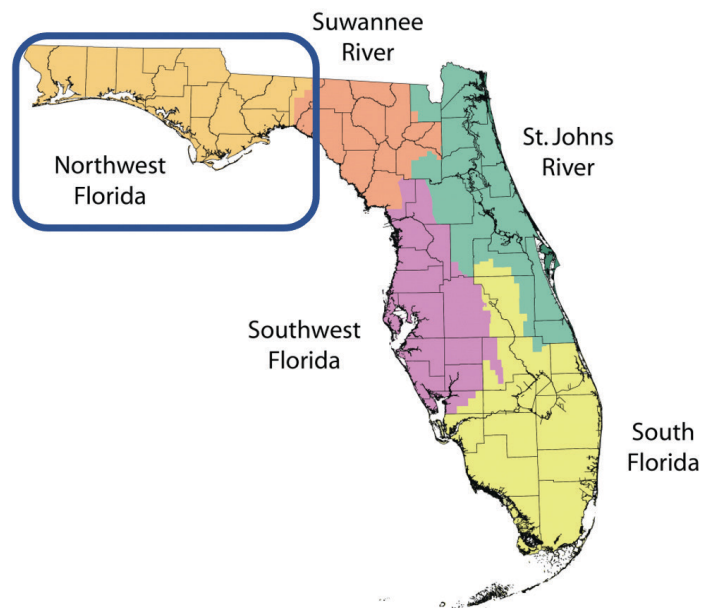 Suwannee
River
St. Johns
River
Northwest
Florida
Southwest
Florida
South
Florida